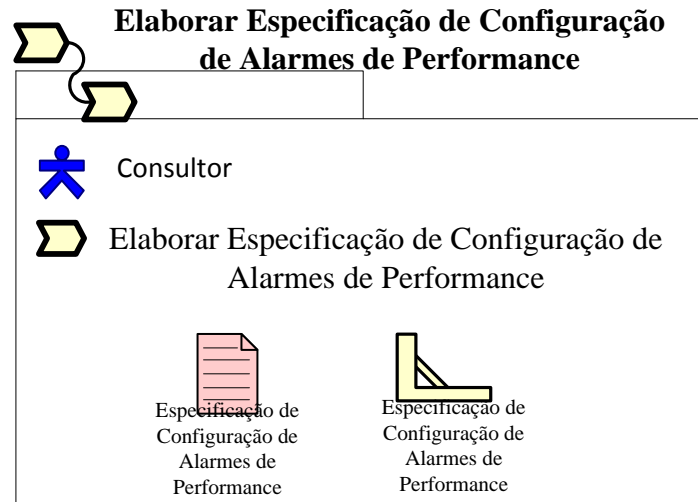 Elaborar Especificação de Configuração
de Alarmes de Performance
Consultor
Elaborar Especificação de Configuração de
Alarmes de Performance
Especificação de
Configuração de
Alarmes de
Performance
Especificação de
Configuração de
Alarmes de
Performance